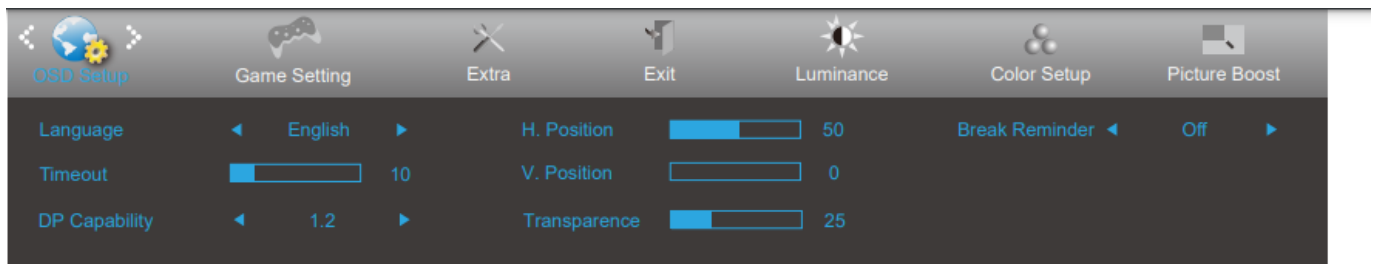 OSD Setup Game Setting Extra Exit Luminance Color Setup Picture Boost
Language English H. Position 50 Break Reminder Off
Timeout 10 V. Position 0
DP Capability 1.2 Transparence 25